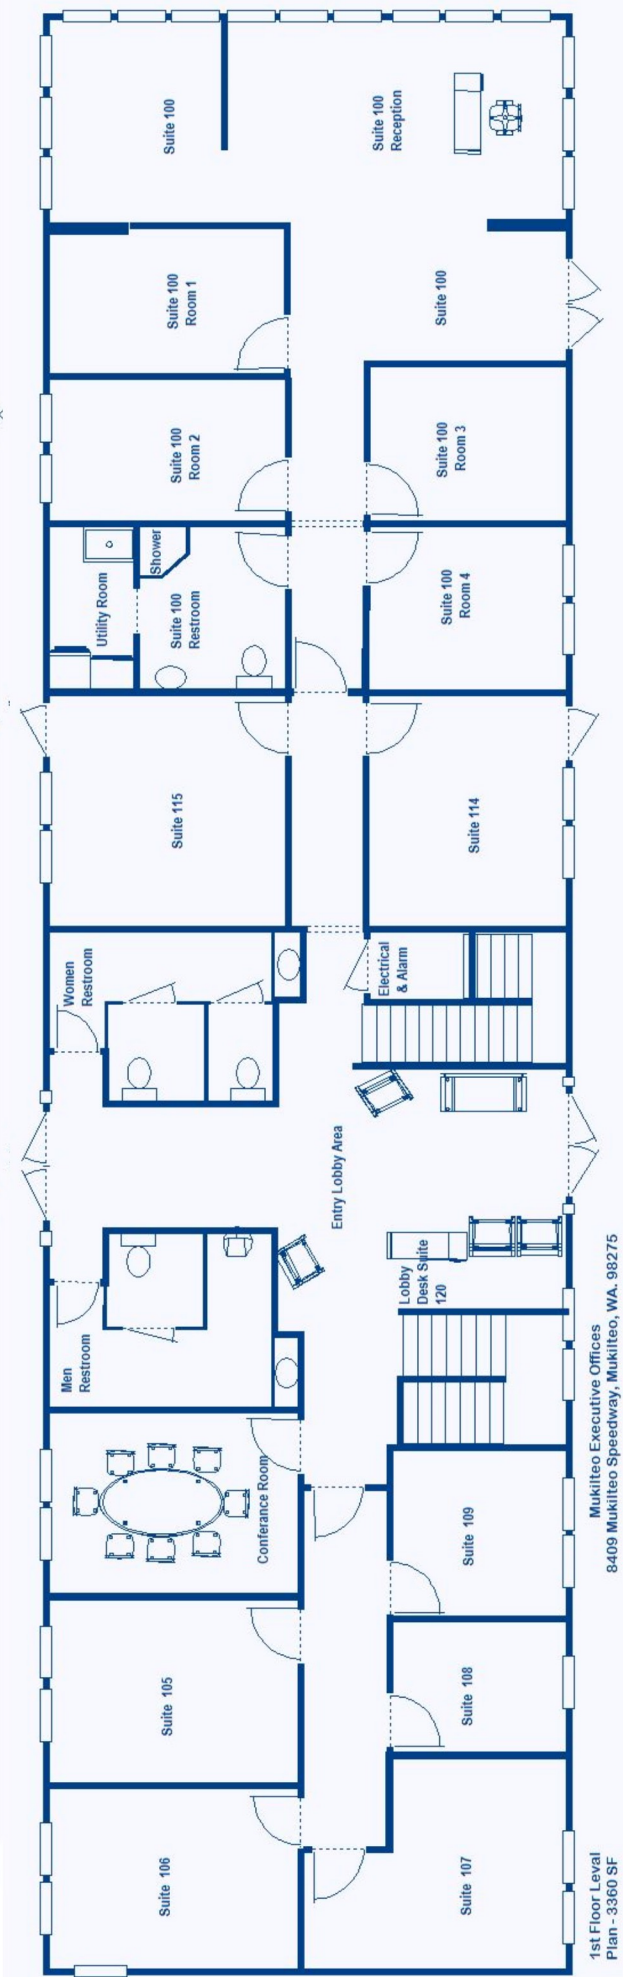 Suite 106
Suite 105
Conferance Room
Men
Restroom
Women
Restroom
Suite 115
Utility Room
Shower
Suite 100
Restroom
Suite 100
Room 2
Suite 100
Room 1
Suite 100
Suite 100
Reception
Suite 100
Suite 100
Room 3
Suite 100
Room 4
Suite 114
Electrical
& Alarm
Entry Lobby Area
Lobby
Desk Suite
120
Suite 109
Suite 108
Suite 107
1st Floor Leval
Plan - 3360 SF
Mukilteo Executive Offices
8409 Mukilteo Speedway, Mukilteo, WA. 98275